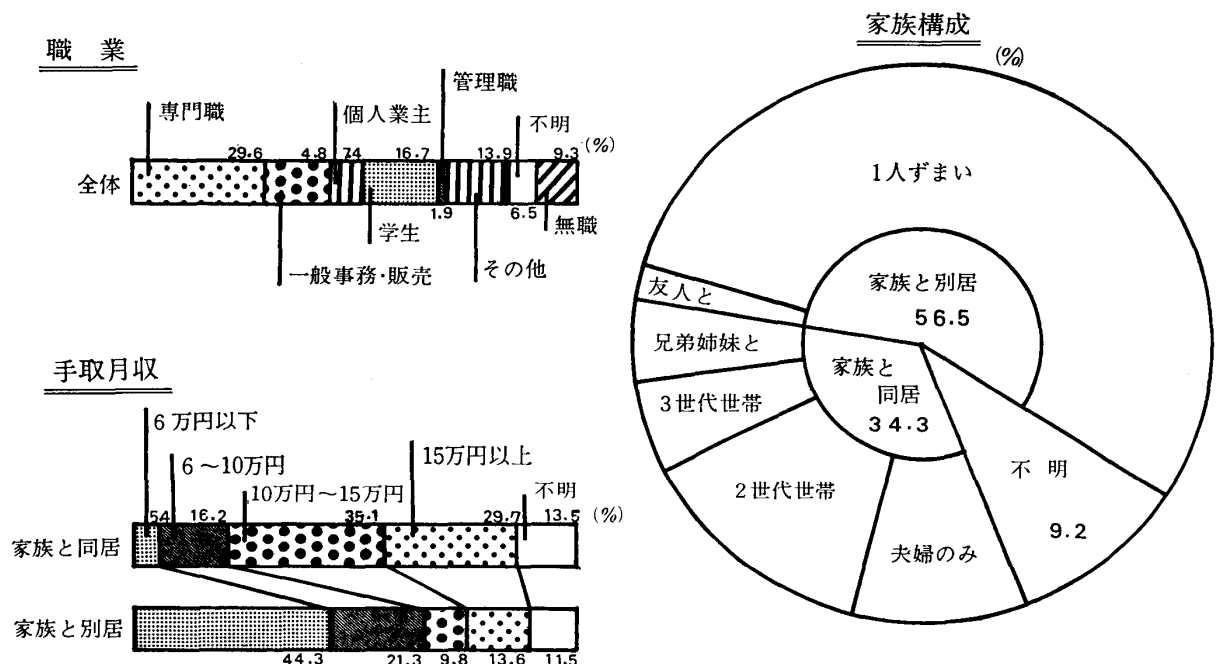 職 業
専門職
個人業主
管理職
不明
29.6 4.8 7.4 16.7 13.9 9.3 (%)
全体
1.9 6.5
学生
無職
一般事務・販売
その他
手取月収
6万円以下
6～10万円
10万円～15万円
15万円以上
不明
5.4 16.2 35.1 29.7 13.5 (%)
家族と同居
家族と別居
44.3 21.3 9.8 13.6 11.5
家族構成
(%)
1人ずまい
家族と別居
56.5
友人と
兄弟姉妹と
3世代世帯
家族と
同居
34.3
2世代世帯
夫婦のみ
不 明
9.2